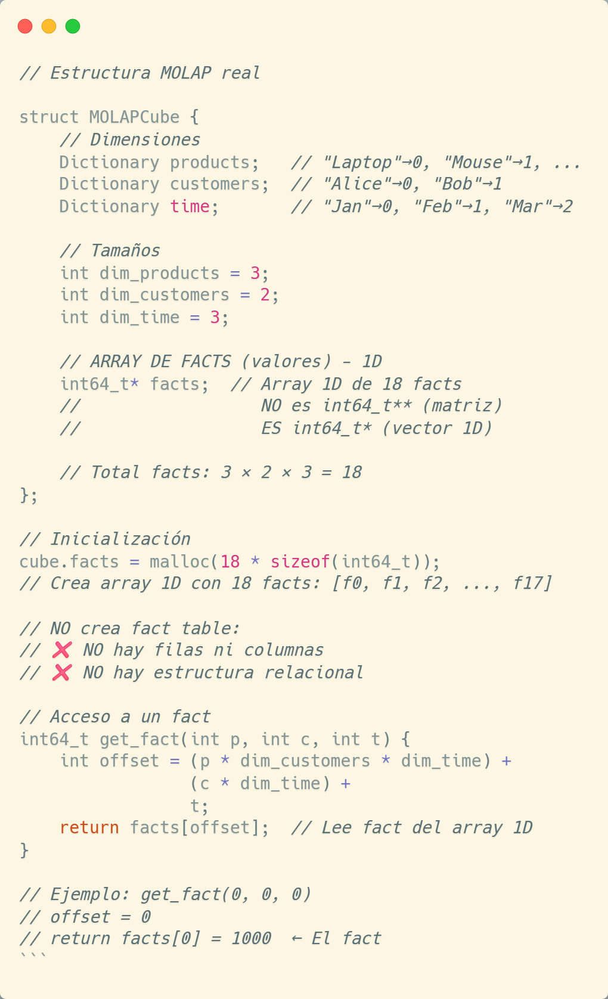 // Estructura MOLAP real

struct MOLAPCube {
    // Dimensiones
    Dictionary products;   // "Laptop"→0, "Mouse"→1, ...
    Dictionary customers;  // "Alice"→0, "Bob"→1
    Dictionary time;       // "Jan"→0, "Feb"→1, "Mar"→2

    // Tamaños
    int dim_products = 3;
    int dim_customers = 2;
    int dim_time = 3;

    // ARRAY DE FACTS (valores) - 1D
    int64_t* facts;  // Array 1D de 18 facts
    //                  NO es int64_t** (matriz)
    //                  ES int64_t* (vector 1D)

    // Total facts: 3 × 2 × 3 = 18
};

// Inicialización
cube.facts = malloc(18 * sizeof(int64_t));
// Crea array 1D con 18 facts: [f0, f1, f2, ..., f17]

// NO crea fact table:
// ❌ NO hay filas ni columnas
// ❌ NO hay estructura relacional

// Acceso a un fact
int64_t get_fact(int p, int c, int t) {
    int offset = (p * dim_customers * dim_time) +
                 (c * dim_time) +
                 t;
    return facts[offset];  // Lee fact del array 1D
}

// Ejemplo: get_fact(0, 0, 0)
// offset = 0
// return facts[0] = 1000  ← El fact
```